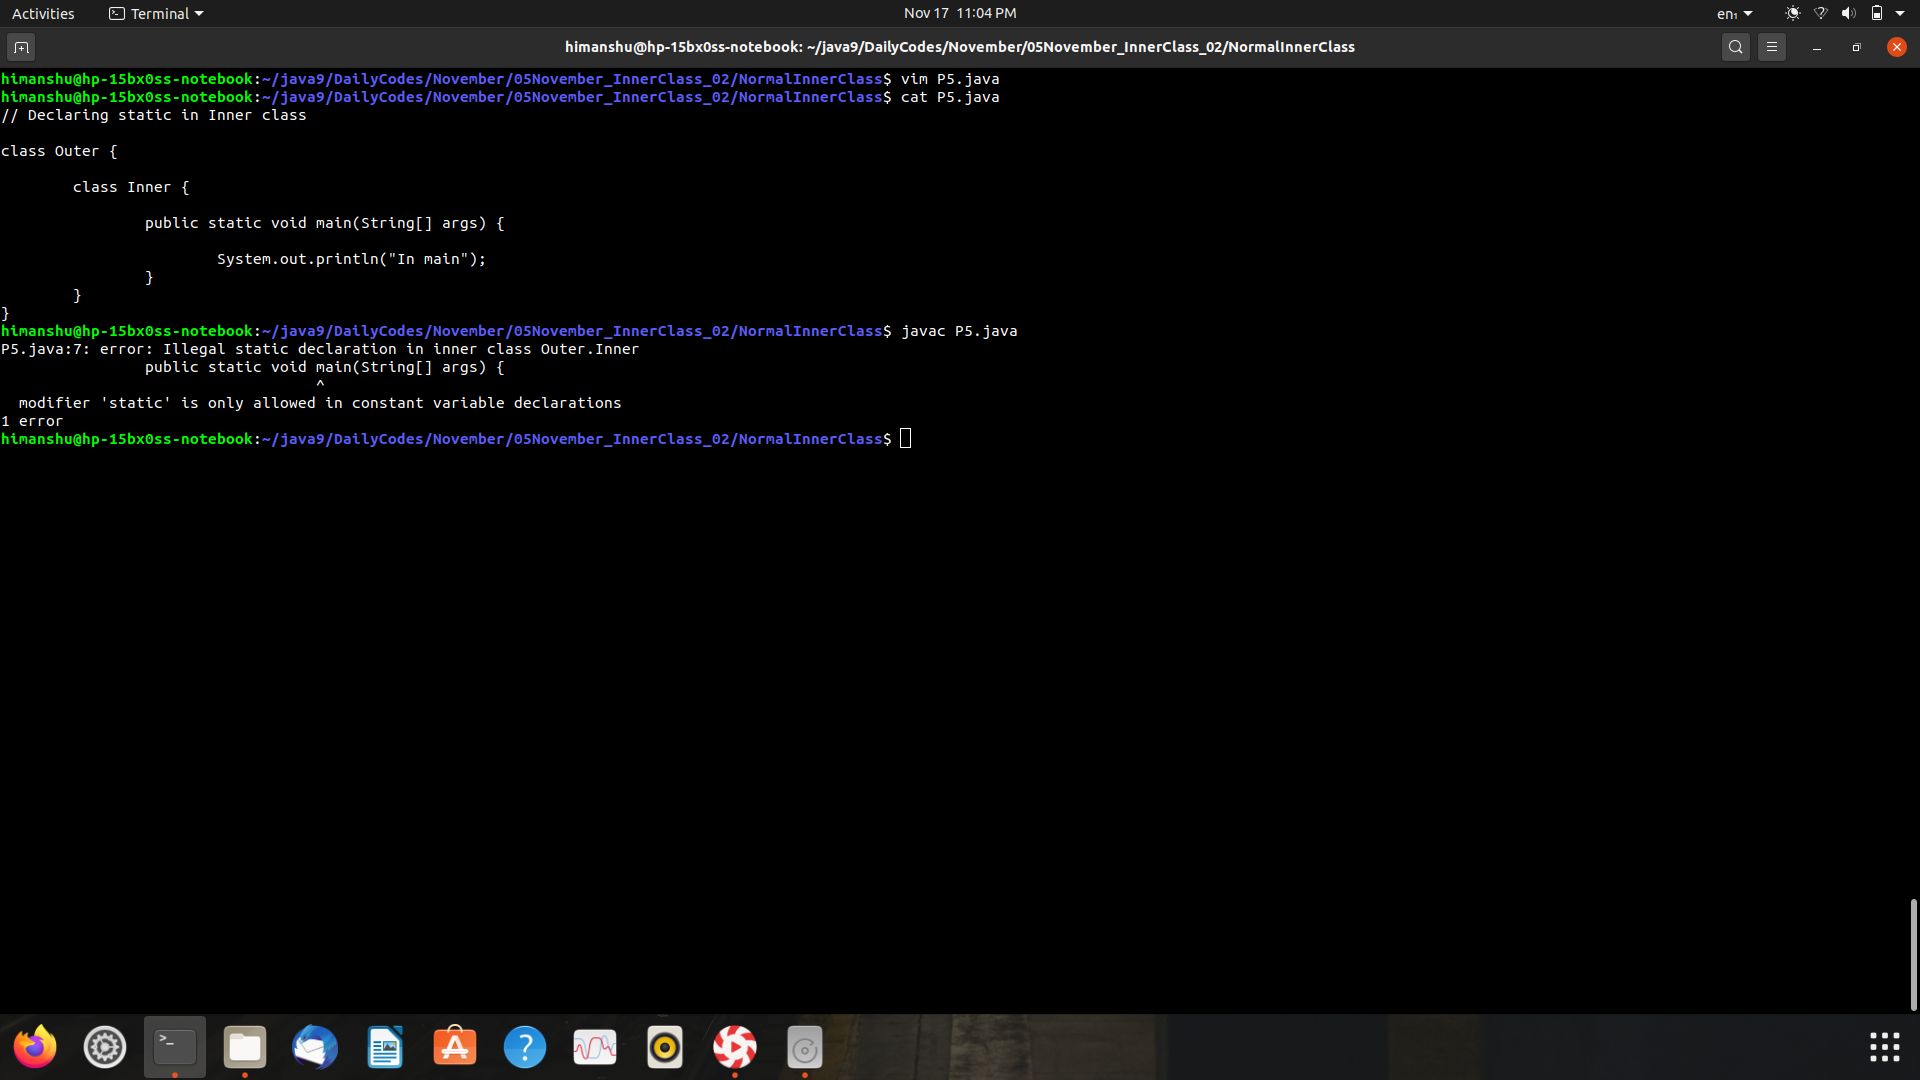 Activities Terminal Nov 17 11:04 PM en₁
himanshu@hp-15bx0ss-notebook: ~/java9/DailyCodes/November/05November_InnerClass_02/NormalInnerClass
himanshu@hp-15bx0ss-notebook:~/java9/DailyCodes/November/05November_InnerClass_02/NormalInnerClass$ vim P5.java
himanshu@hp-15bx0ss-notebook:~/java9/DailyCodes/November/05November_InnerClass_02/NormalInnerClass$ cat P5.java
// Declaring static in Inner class
class Outer {
        class Inner {
                public static void main(String[] args) {
                        System.out.println("In main");
                }
        }
}
himanshu@hp-15bx0ss-notebook:~/java9/DailyCodes/November/05November_InnerClass_02/NormalInnerClass$ javac P5.java
P5.java:7: error: Illegal static declaration in inner class Outer.Inner
                public static void main(String[] args) {
                                   ^
  modifier 'static' is only allowed in constant variable declarations
1 error
himanshu@hp-15bx0ss-notebook:~/java9/DailyCodes/November/05November_InnerClass_02/NormalInnerClass$